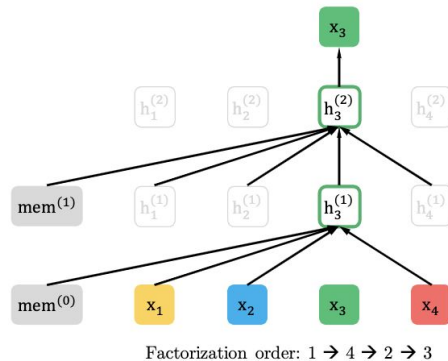 x₃
h₁⁽²⁾ h₂⁽²⁾ h₃⁽²⁾ h₄⁽²⁾
mem⁽¹⁾ h₁⁽¹⁾ h₂⁽¹⁾ h₃⁽¹⁾ h₄⁽¹⁾
mem⁽⁰⁾ x₁ x₂ x₃ x₄
Factorization order: 1 → 4 → 2 → 3